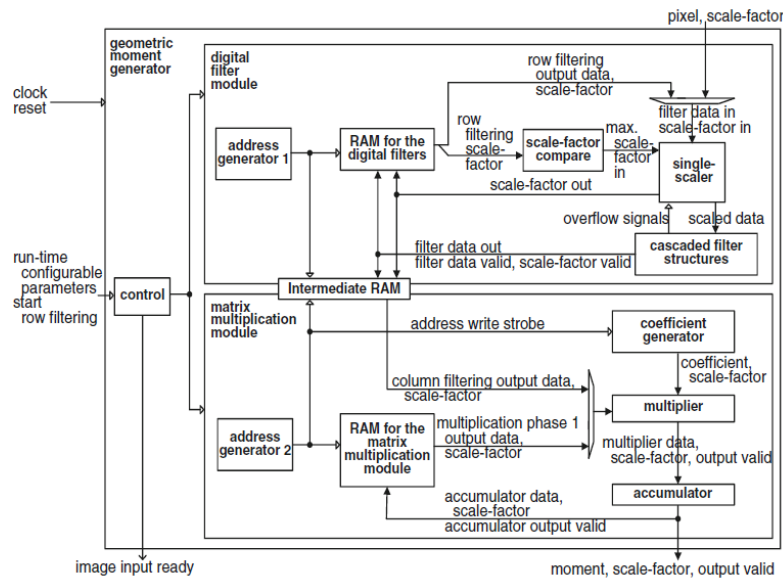 pixel, scale-factor
geometric
moment
generator
digital
filter
module
row filtering
output data,
scale-factor
clock
reset
filter data in
scale-factor in
address
generator 1
RAM for the
digital filters
row
filtering
scale-
factor
scale-factor
compare
max.
scale-
factor
in
single-
scaler
scale-factor out
overflow signals
scaled data
filter data out
filter data valid, scale-factor valid
cascaded filter
structures
run-time
configurable
parameters
start
row filtering
control
Intermediate RAM
matrix
multiplication
module
address write strobe
coefficient
generator
coefficient,
scale-factor
column filtering output data,
scale-factor
multiplier
address
generator 2
RAM for the
matrix
multiplication
module
multiplication phase 1
output data,
scale-factor
multiplier data,
scale-factor, output valid
accumulator data,
scale-factor
accumulator output valid
accumulator
image input ready
moment, scale-factor, output valid